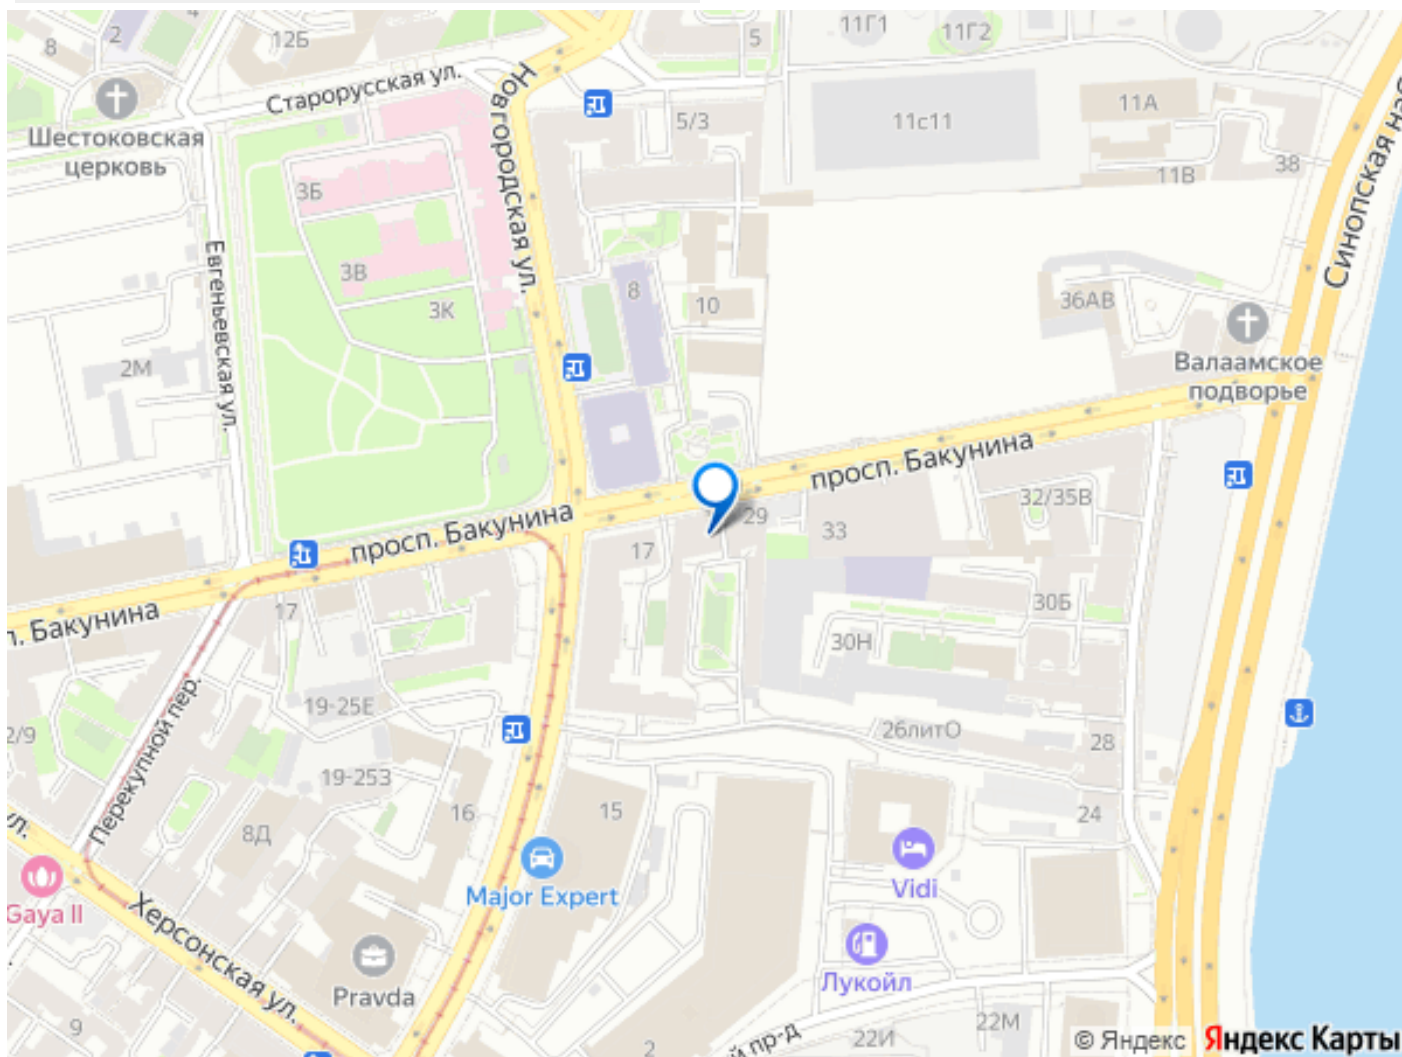 8
2
12Б
5
11Г1
11Г2
Старорусская ул.
Новгородская ул.
5/3
11с11
11А
Шестоковская
церковь
3Б
11В
38
Синопская наб
Евгеньевская ул.
3В
8
3К
10
36АВ
2М
Валаамское
подворье
просп. Бакунина
32/35В
просп. Бакунина
29
33
17
17
л. Бакунина
30Б
30Н
Перекупной пер.
19-25Е
2/9
26литО
28
19-253
16
15
8Д
24
ул.
Major Expert
Vidi
Gaya II
Херсонская ул.
Лукойл
Pravda
9
2
й пр-д
22И
22М
© Яндекс Яндекс Карты